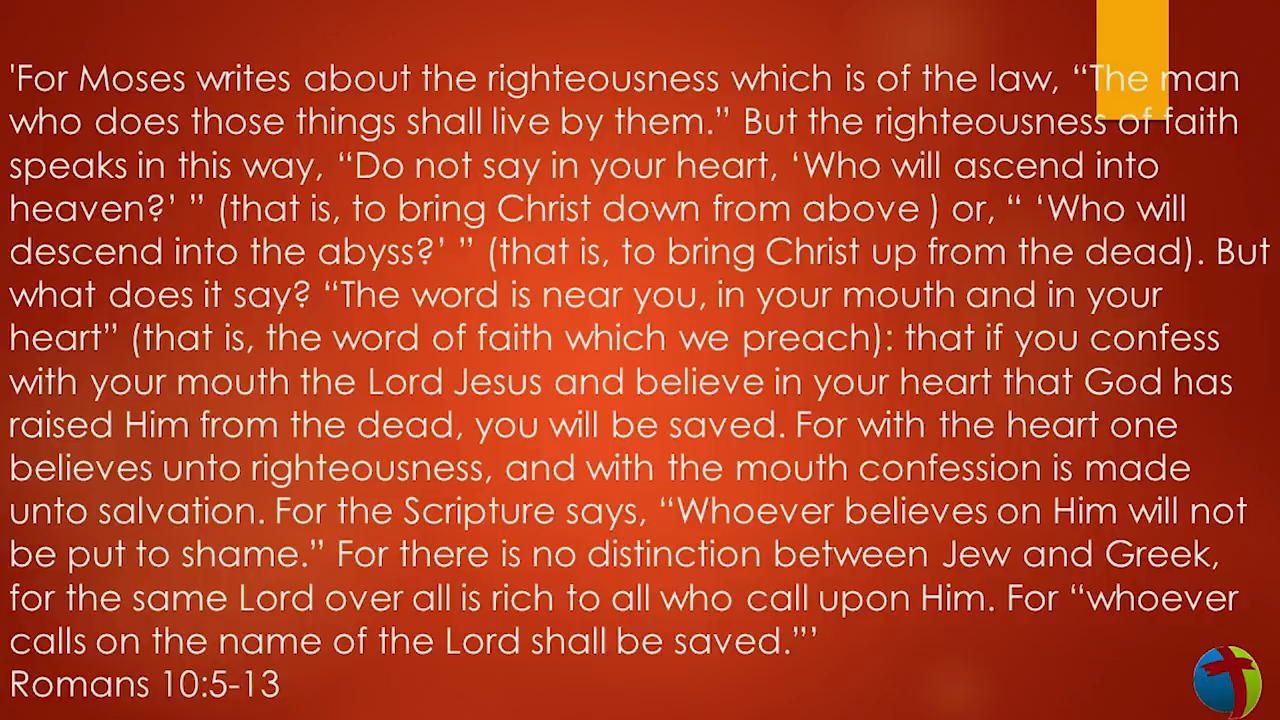 'For Moses writes about the righteousness which is of the law, “The man
who does those things shall live by them.” But the righteousness of faith
speaks in this way, “Do not say in your heart, ‘Who will ascend into
heaven?’ ” (that is, to bring Christ down from above ) or, “ ‘Who will
descend into the abyss?’ ” (that is, to bring Christ up from the dead). But
what does it say? “The word is near you, in your mouth and in your
heart” (that is, the word of faith which we preach): that if you confess
with your mouth the Lord Jesus and believe in your heart that God has
raised Him from the dead, you will be saved. For with the heart one
believes unto righteousness, and with the mouth confession is made
unto salvation. For the Scripture says, “Whoever believes on Him will not
be put to shame.” For there is no distinction between Jew and Greek,
for the same Lord over all is rich to all who call upon Him. For “whoever
calls on the name of the Lord shall be saved.”’
Romans 10:5-13